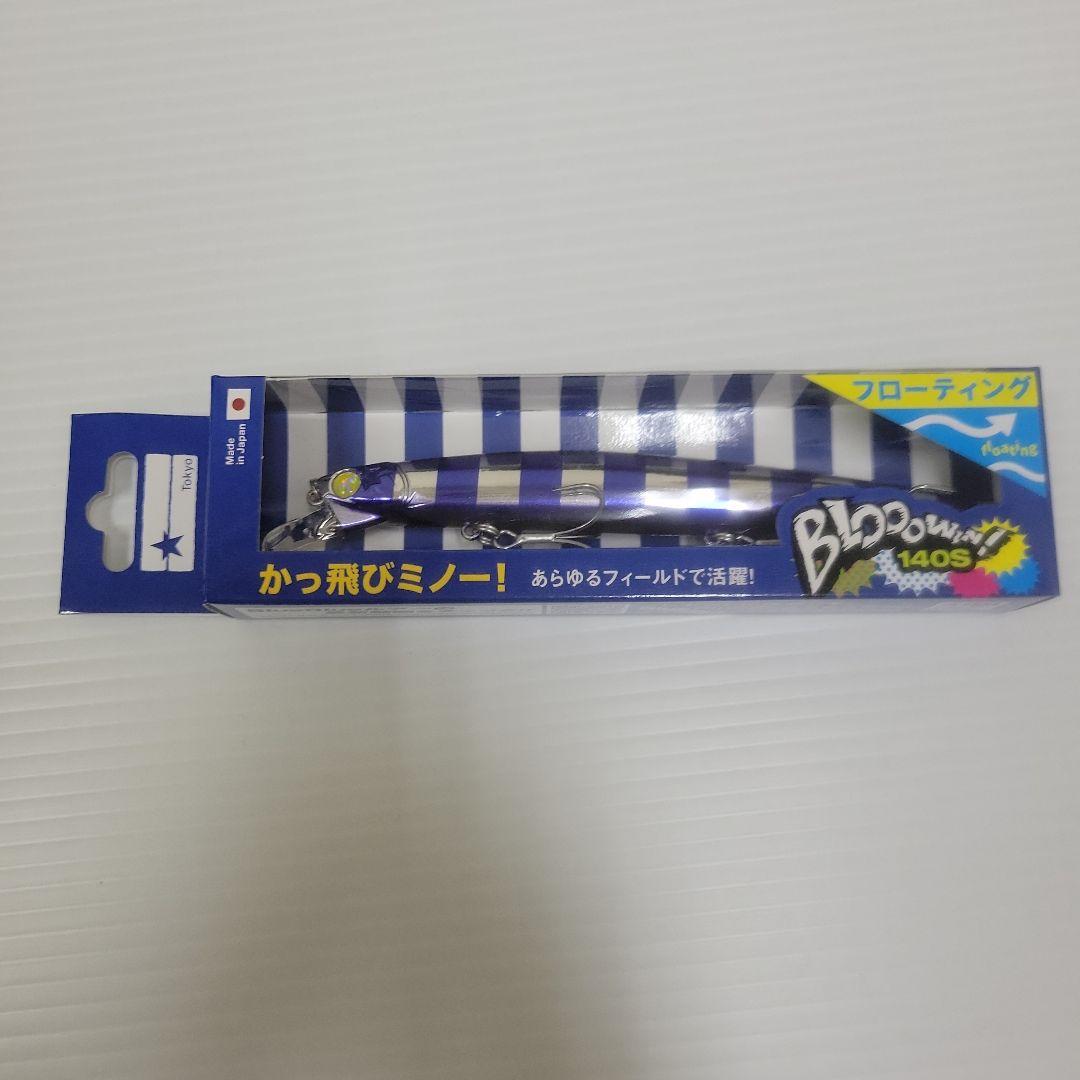 Tokyo
Made
in Japan
フローティング
floating
BLOOOWIN!
140S
かっ飛びミノー! あらゆるフィールドで活躍!